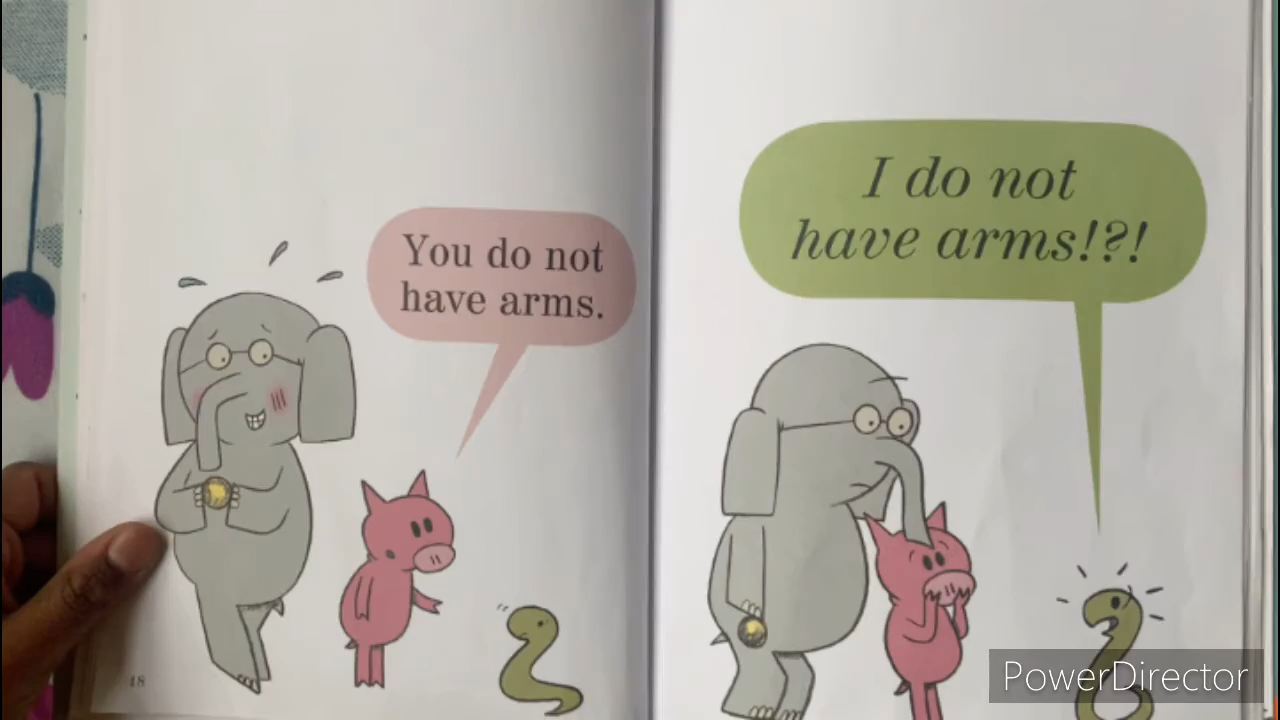 You do not
have arms.
I do not
have arms!?!
48
PowerDirector